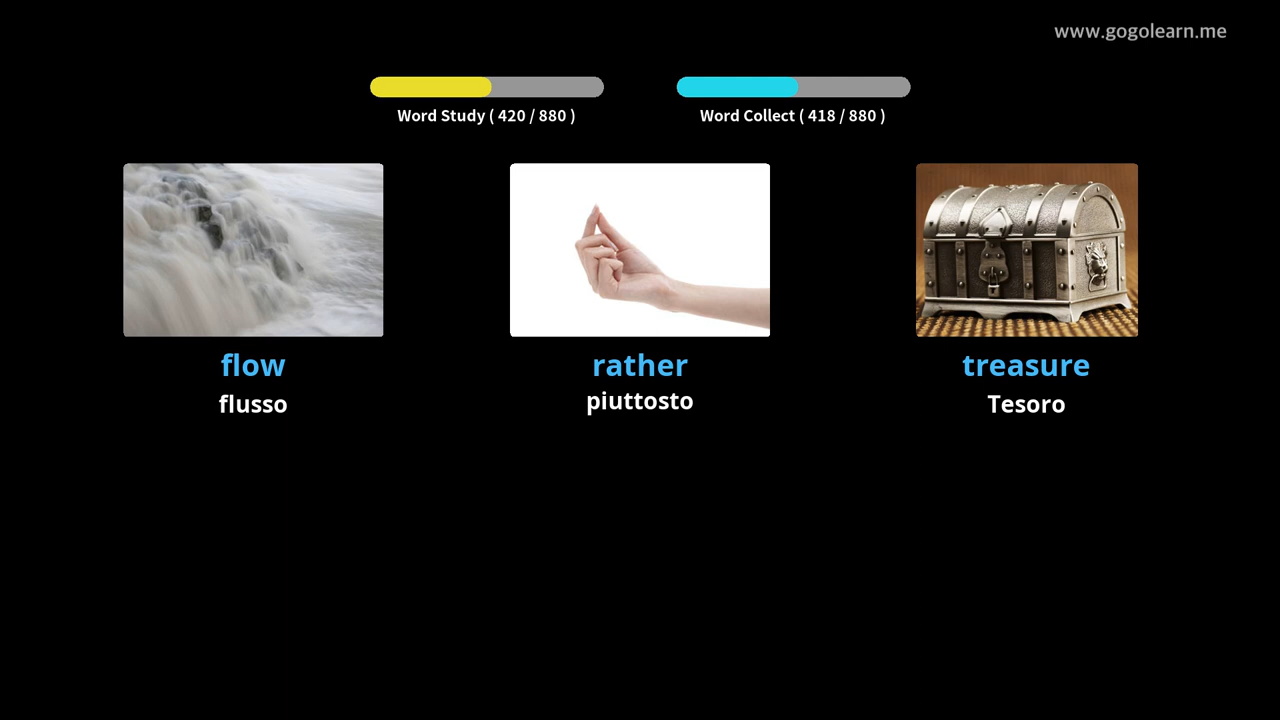 www.gogolearn.me
Word Study ( 420 / 880 )
Word Collect ( 418 / 880 )
flow
flusso
rather
piuttosto
treasure
Tesoro